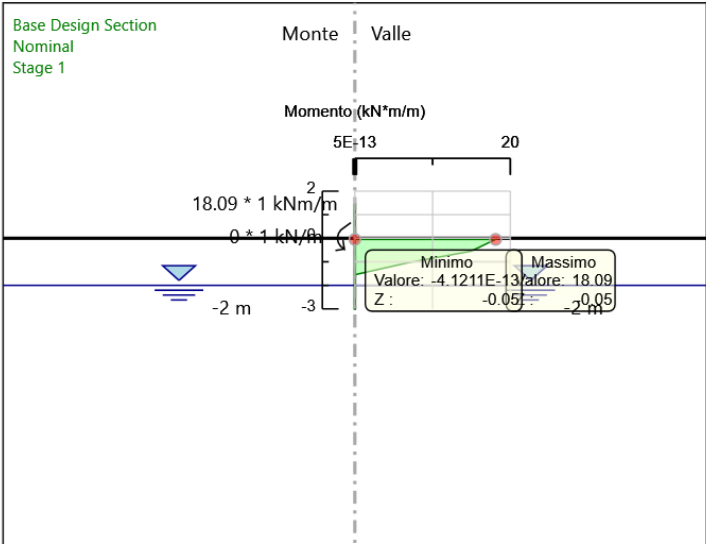 Base Design Section
Nominal
Stage 1
Monte
Valle
Momento (kN*m/m)
5E-13
20
2
18.09 * 1 kNm/m
0 * 1 kN/m
Minimo
Valore: -4.1211E-13
Z :
-0.05
Massimo
Valore: 18.09
Z :
-0.05
-3
-2 m
-2 m